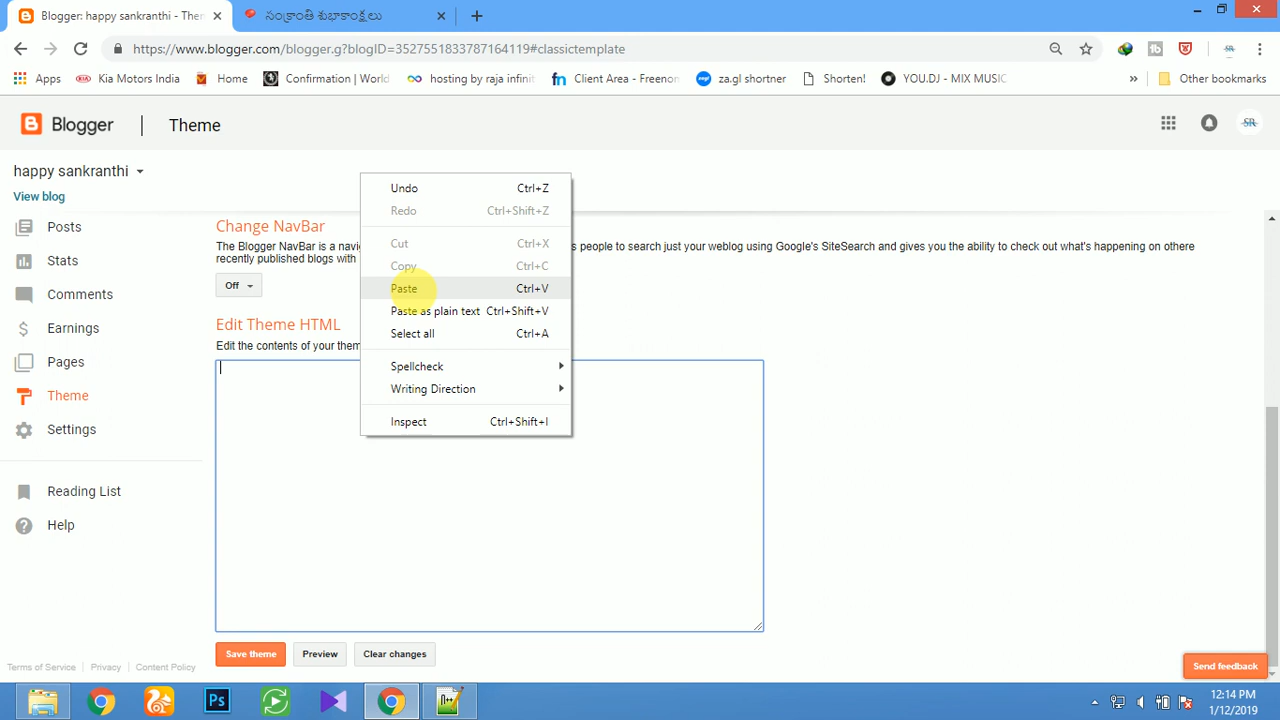 Blogger: happy sankranthi - Then
సంక్రాంతి శుభాకాంక్షలు
https://www.blogger.com/blogger.g?blogID=3527551833787164119#classictemplate
Apps
Kia Motors India
Home
Confirmation | World
hosting by raja infinit
Client Area - Freenom
za.gl shortner
Shorten!
YOU.DJ - MIX MUSIC
»
Other bookmarks
Blogger | Theme
SR
happy sankranthi
View blog
Posts
Stats
Comments
Earnings
Pages
Theme
Settings
Reading List
Help
Terms of Service Privacy Content Policy
Change NavBar
The Blogger NavBar is a navi
s people to search just your weblog using Google's SiteSearch and gives you the ability to check out what's happening on other
recently published blogs with
Off
Edit Theme HTML
Edit the contents of your them
Undo Ctrl+Z
Redo Ctrl+Shift+Z
Cut Ctrl+X
Copy Ctrl+C
Paste Ctrl+V
Paste as plain text Ctrl+Shift+V
Select all Ctrl+A
Spellcheck
Writing Direction
Inspect Ctrl+Shift+I
Save theme Preview Clear changes
Send feedback
Ps
N++
12:14 PM
1/12/2019